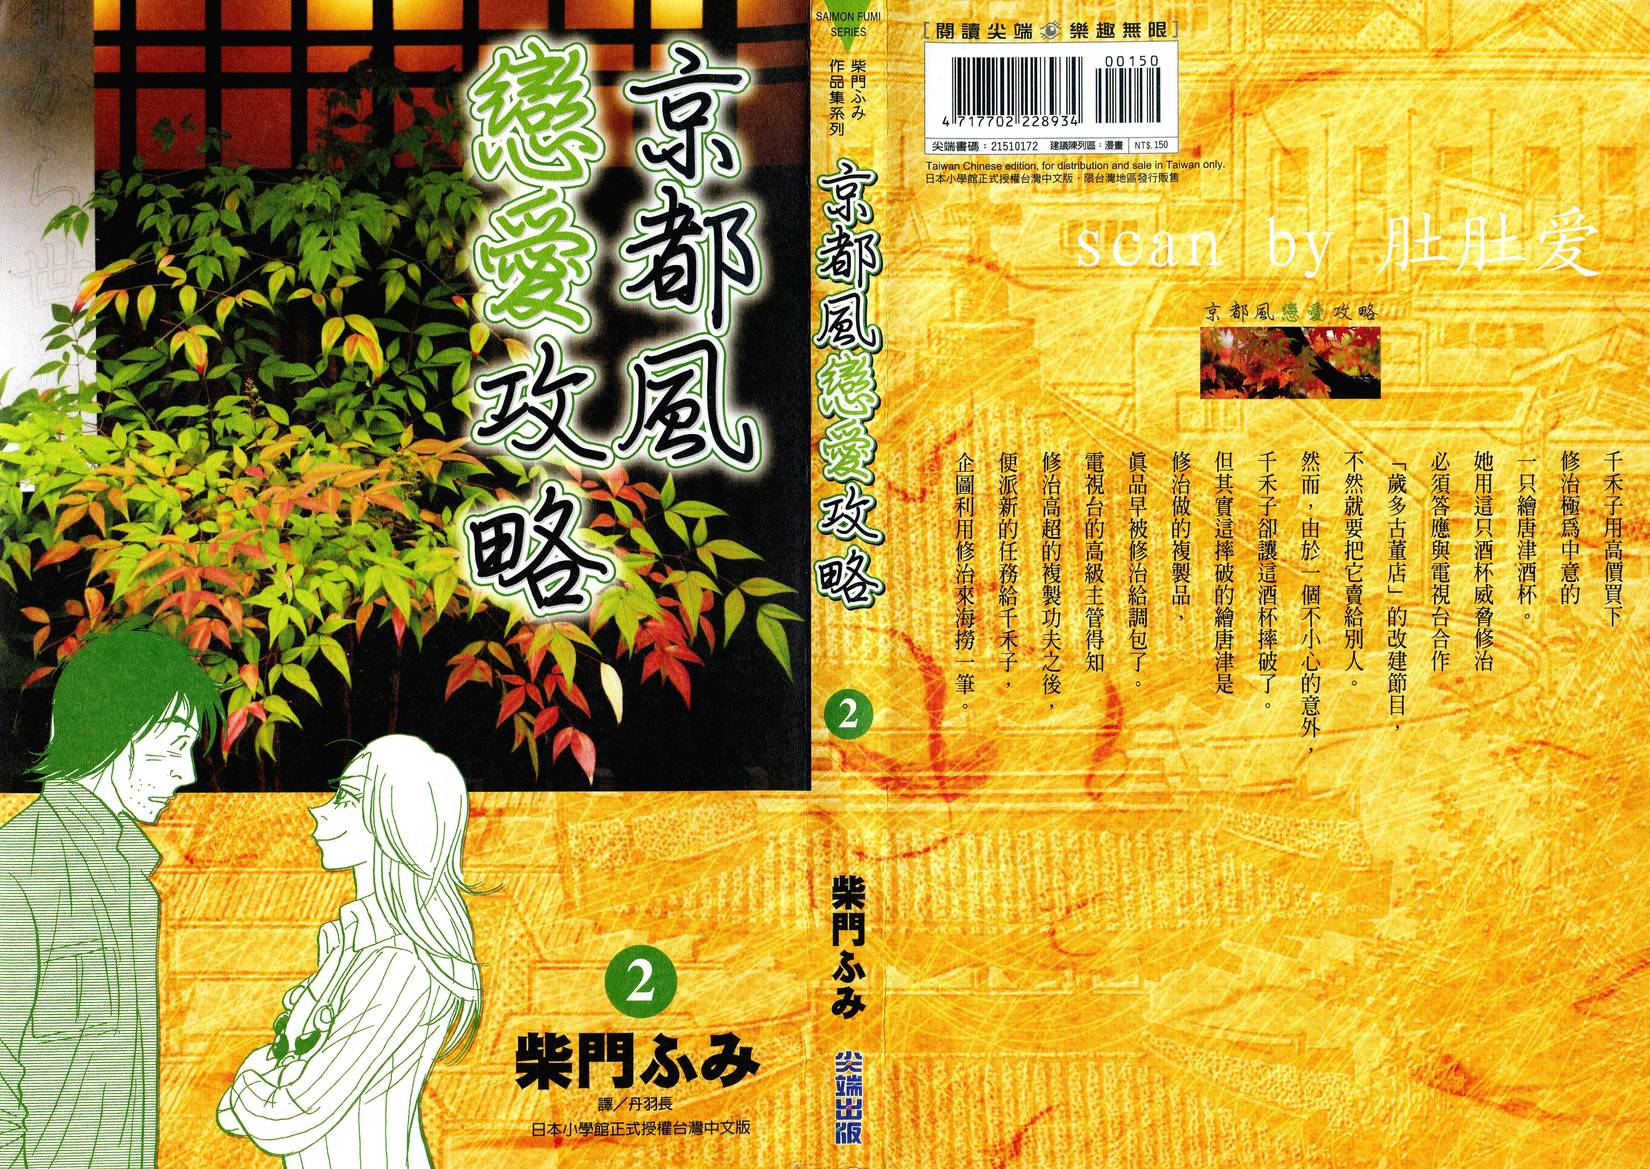 京都風
戀愛攻略
2
柴門ふみ
譯／丹羽長
日本小學館正式授權台灣中文版
SAIMON FUMI
SERIES
柴門ふみ
作品集系列
京都風戀愛攻略
2
柴門ふみ
尖端出版
［閱讀尖端 樂趣無限］
00150
4 717702 228934
尖端書碼：21510172 建議陳列區：漫畫 NT$.150
Taiwan Chinese edition, for distribution and sale in Taiwan only.
日本小學館正式授權台灣中文版‧限台灣地區發行販售
scan by 肚肚爱
京都風戀愛攻略
千禾子用高價買下
修治極爲中意的
一只繪唐津酒杯。
她用這只酒杯威脅修治
必須答應與電視台合作
「歲多古董店」的改建節目，
不然就要把它賣給別人。
然而，由於一個不小心的意外，
千禾子卻讓這酒杯摔破了。
但其實這摔破的繪唐津是
修治做的複製品，
眞品早被修治給調包了。
電視台的高級主管得知
修治高超的複製功夫之後，
便派新的任務給千禾子，
企圖利用修治來海撈一筆。